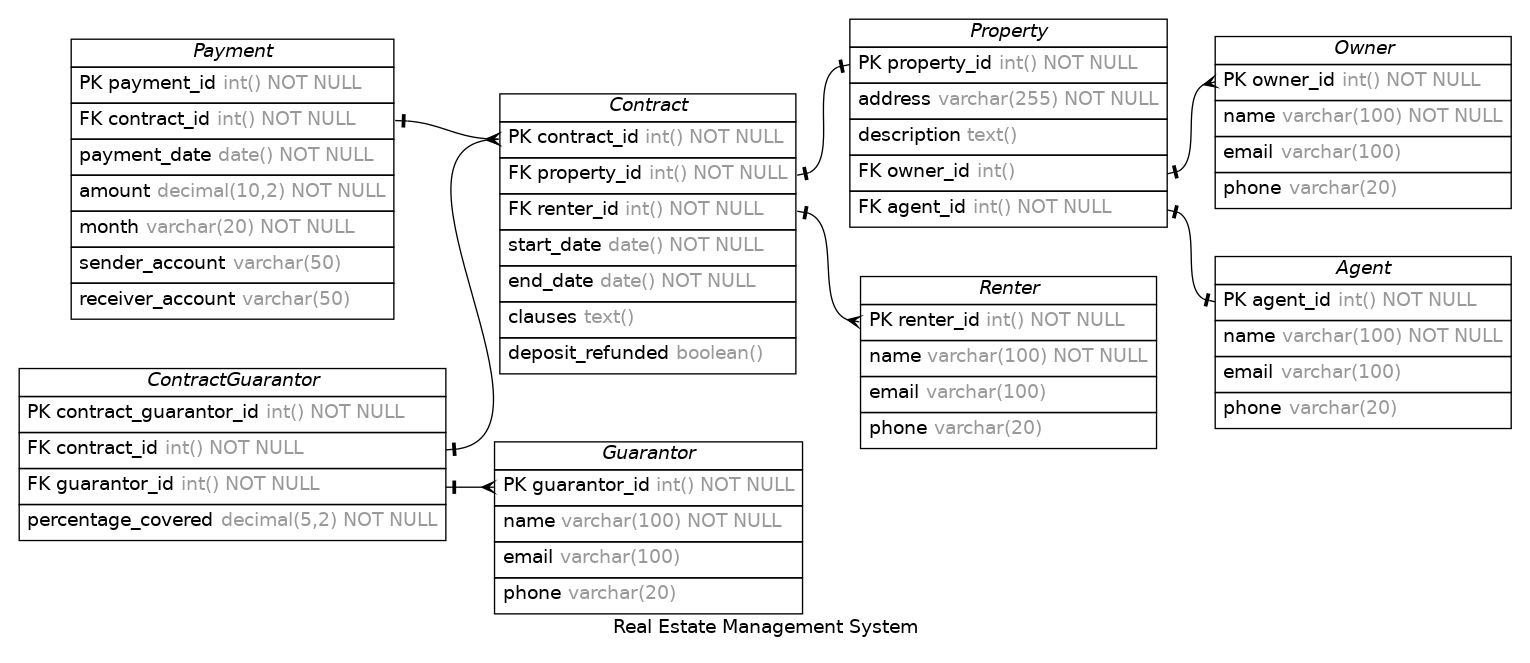 Payment
PK payment_id int() NOT NULL
FK contract_id int() NOT NULL
payment_date date() NOT NULL
amount decimal(10,2) NOT NULL
month varchar(20) NOT NULL
sender_account varchar(50)
receiver_account varchar(50)
ContractGuarantor
PK contract_guarantor_id int() NOT NULL
FK contract_id int() NOT NULL
FK guarantor_id int() NOT NULL
percentage_covered decimal(5,2) NOT NULL
Contract
PK contract_id int() NOT NULL
FK property_id int() NOT NULL
FK renter_id int() NOT NULL
start_date date() NOT NULL
end_date date() NOT NULL
clauses text()
deposit_refunded boolean()
Guarantor
PK guarantor_id int() NOT NULL
name varchar(100) NOT NULL
email varchar(100)
phone varchar(20)
Property
PK property_id int() NOT NULL
address varchar(255) NOT NULL
description text()
FK owner_id int()
FK agent_id int() NOT NULL
Renter
PK renter_id int() NOT NULL
name varchar(100) NOT NULL
email varchar(100)
phone varchar(20)
Owner
PK owner_id int() NOT NULL
name varchar(100) NOT NULL
email varchar(100)
phone varchar(20)
Agent
PK agent_id int() NOT NULL
name varchar(100) NOT NULL
email varchar(100)
phone varchar(20)
Real Estate Management System